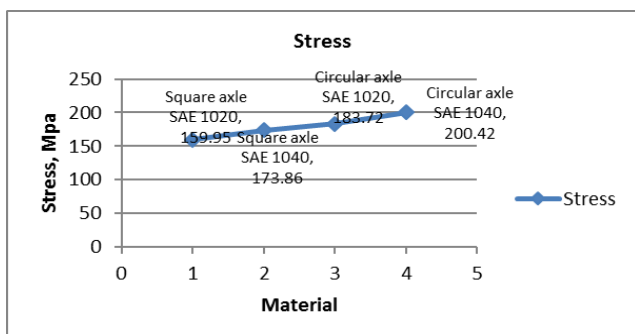 Stress
250
200
150
100
50
0
Stress, Mpa
Square axle
SAE 1020,
159.95
Square axle
SAE 1040,
173.86
Circular axle
SAE 1020,
183.72
Circular axle
SAE 1040,
200.42
Stress
0 1 2 3 4 5
Material